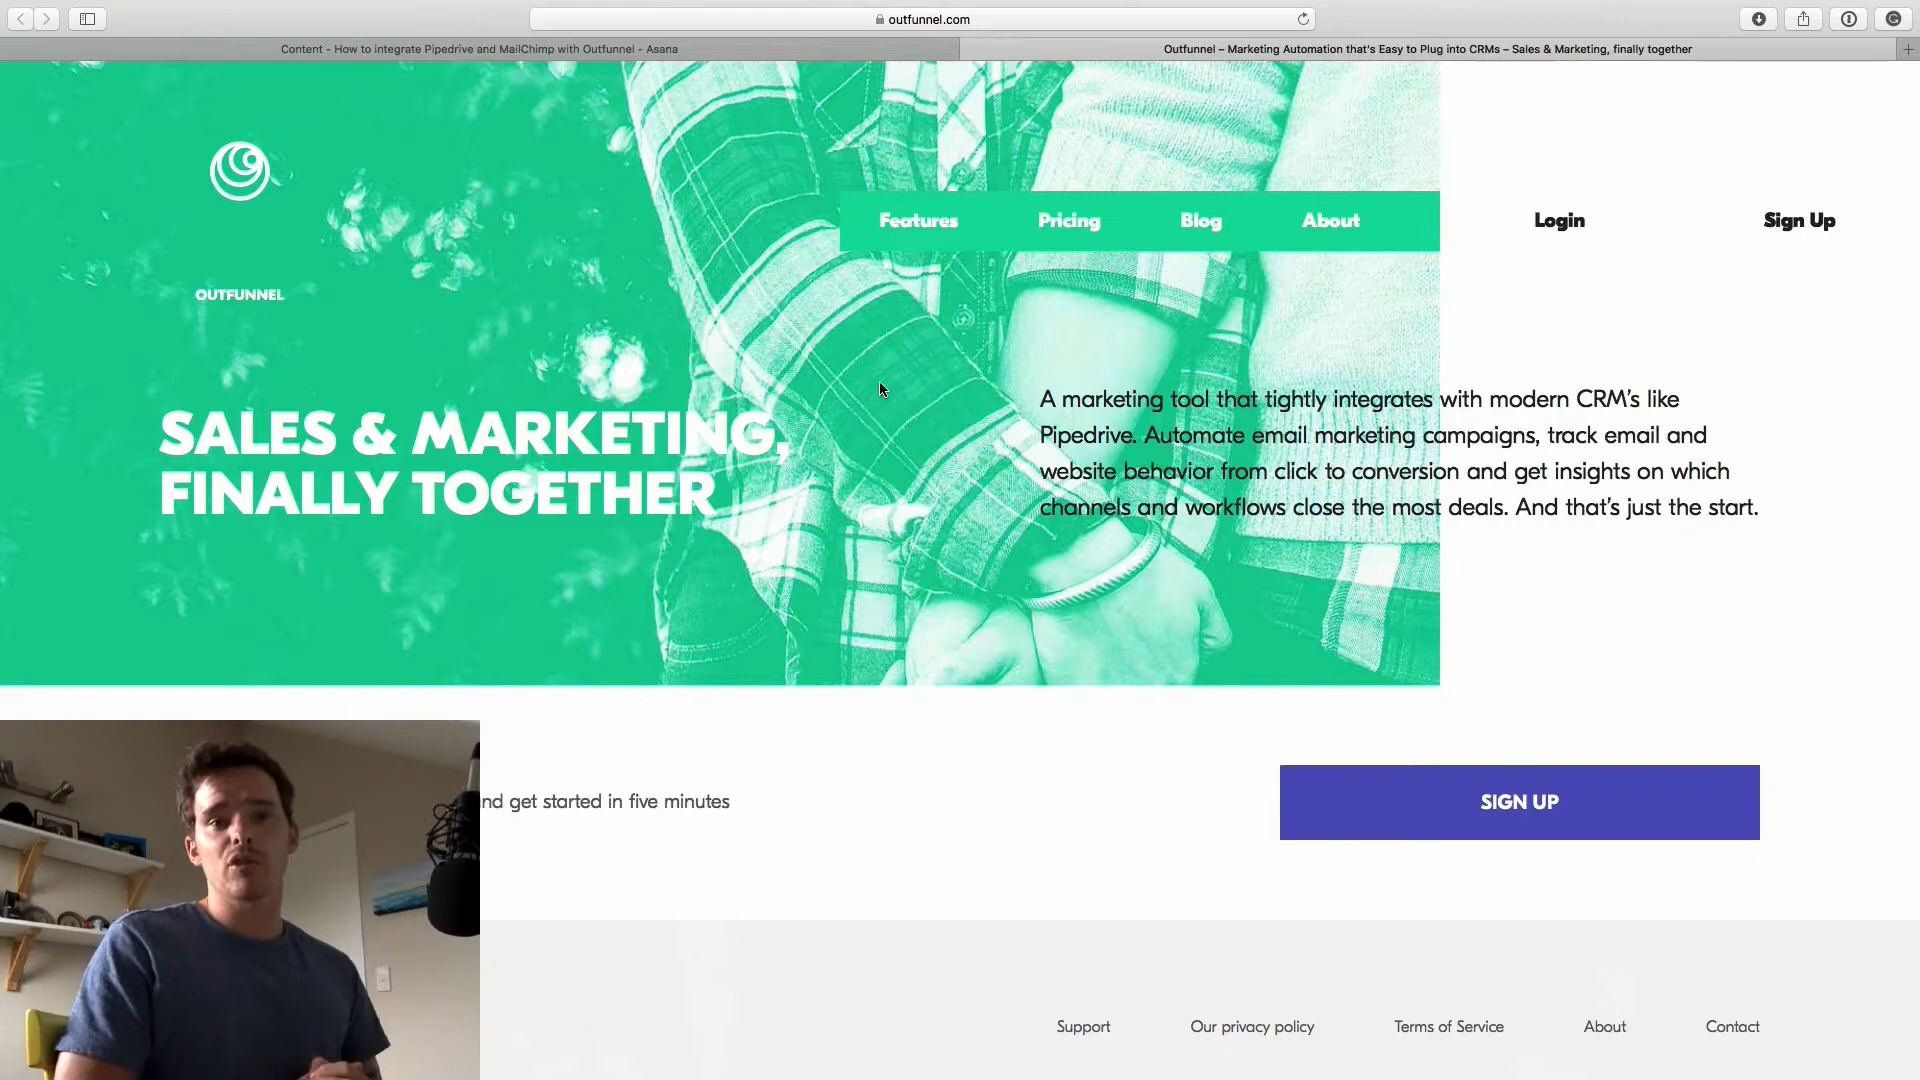 outfunnel.com
Content - How to integrate Pipedrive and MailChimp with Outfunnel - Asana
Outfunnel – Marketing Automation that's Easy to Plug into CRMs – Sales & Marketing, finally together
Features
Pricing
Blog
About
Login
Sign Up
OUTFUNNEL
SALES & MARKETING,
FINALLY TOGETHER
A marketing tool that tightly integrates with modern CRM's like
Pipedrive. Automate email marketing campaigns, track email and
website behavior from click to conversion and get insights on which
channels and workflows close the most deals. And that's just the start.
nd get started in five minutes
SIGN UP
Support
Our privacy policy
Terms of Service
About
Contact